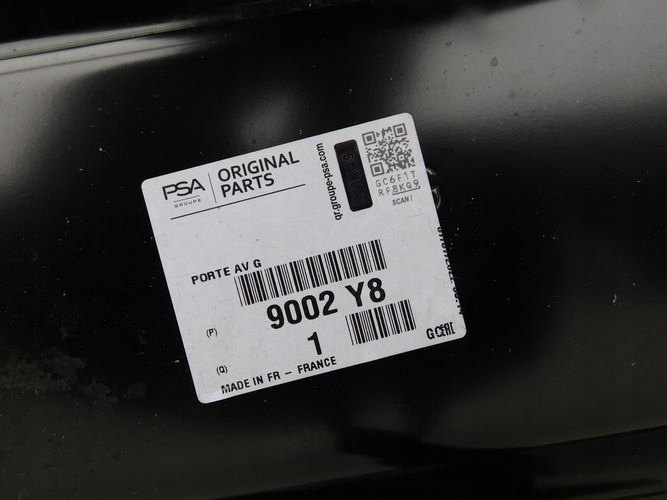 PSA
GROUPE
ORIGINAL
PARTS
qr.groupe-psa.com
GC6F1T
RF8KQ9
SCAN!
PORTE AV G
(P)
9002 Y8
(Q)
1
MADE IN FR – FRANCE